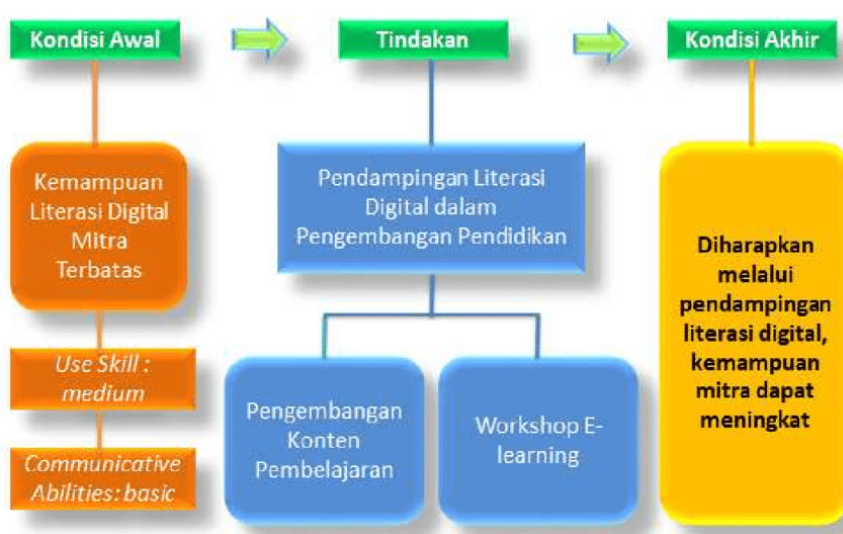 Kondisi Awal
Tindakan
Kondisi Akhir
Kemampuan
Literasi Digital
Mitra
Terbatas
Use Skill :
medium
Communicative
Abilities: basic
Pendampingan Literasi
Digital dalam
Pengembangan Pendidikan
Pengembangan
Konten
Pembelajaran
Workshop E-
learning
Diharapkan
melalui
pendampingan
literasi digital,
kemampuan
mitra dapat
meningkat